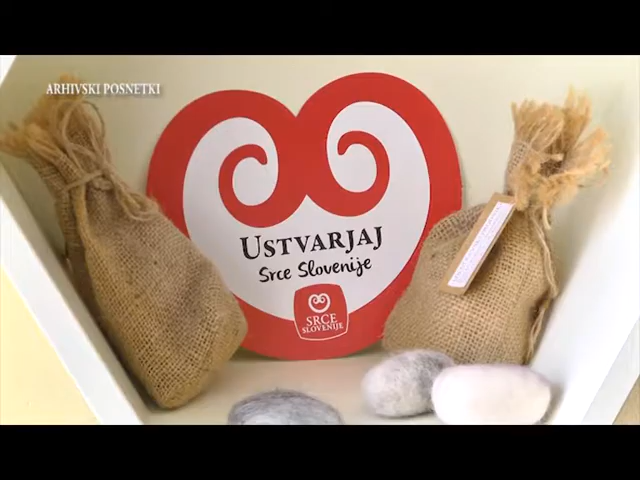 ARHIVSKI POSNETKI
USTVARJAJ
Srce Slovenije
SRCE
SLOVENIJE